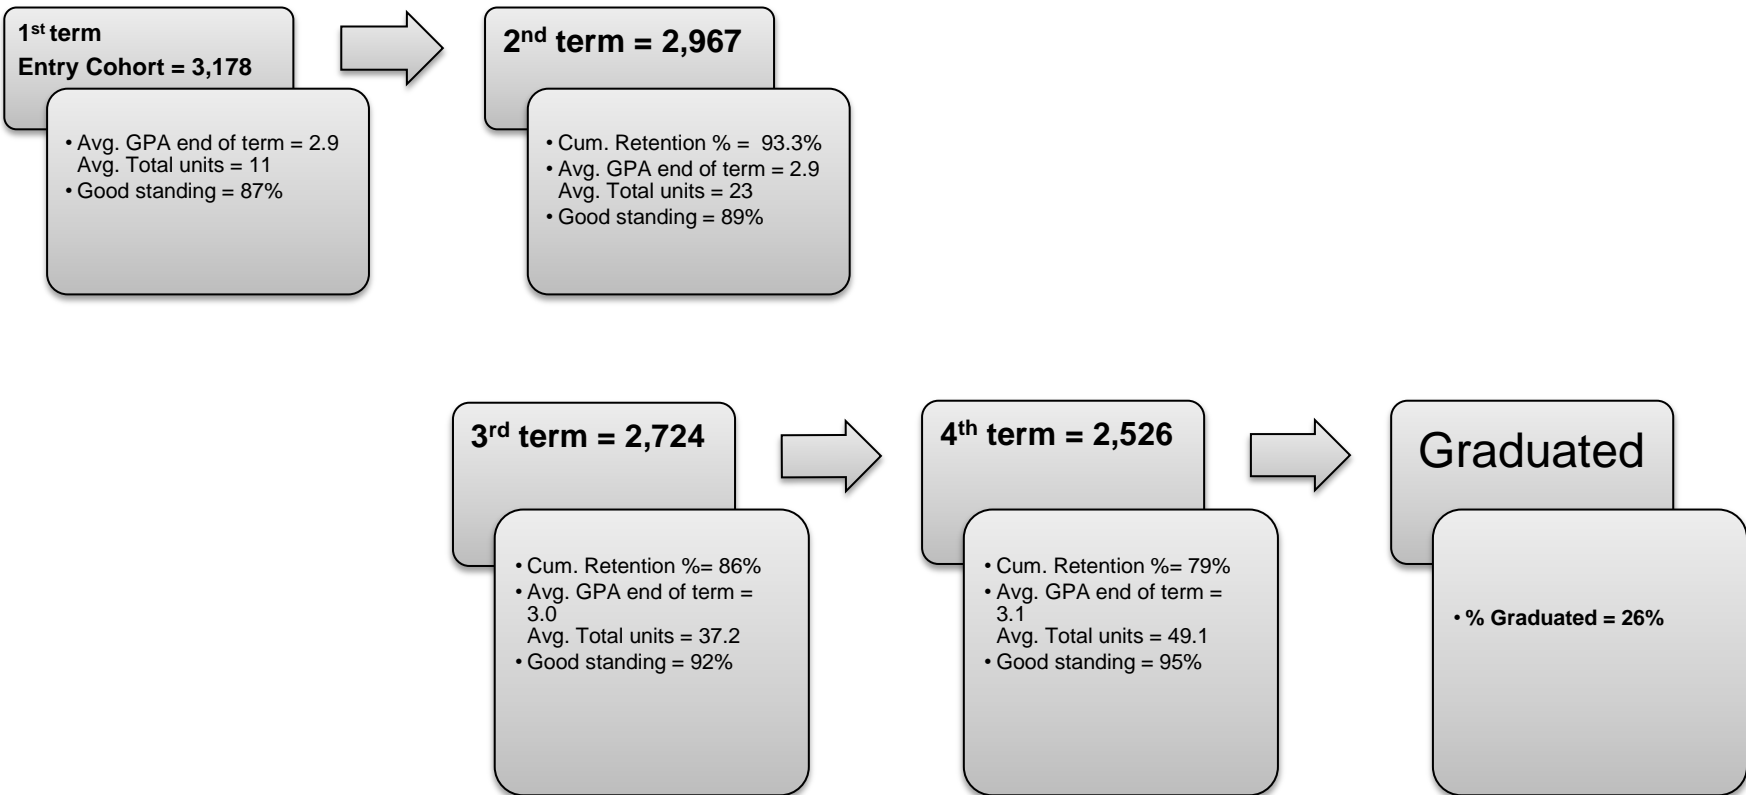 1st term
Entry Cohort = 3,178
• Avg. GPA end of term = 2.9
Avg. Total units = 11
• Good standing = 87%
2nd term = 2,967
• Cum. Retention % =  93.3%
• Avg. GPA end of term = 2.9
Avg. Total units = 23
• Good standing = 89%
3rd term = 2,724
• Cum. Retention %= 86%
• Avg. GPA end of term =
3.0
Avg. Total units = 37.2
• Good standing = 92%
4th term = 2,526
• Cum. Retention %= 79%
• Avg. GPA end of term =
3.1
Avg. Total units = 49.1
• Good standing = 95%
Graduated
• % Graduated = 26%